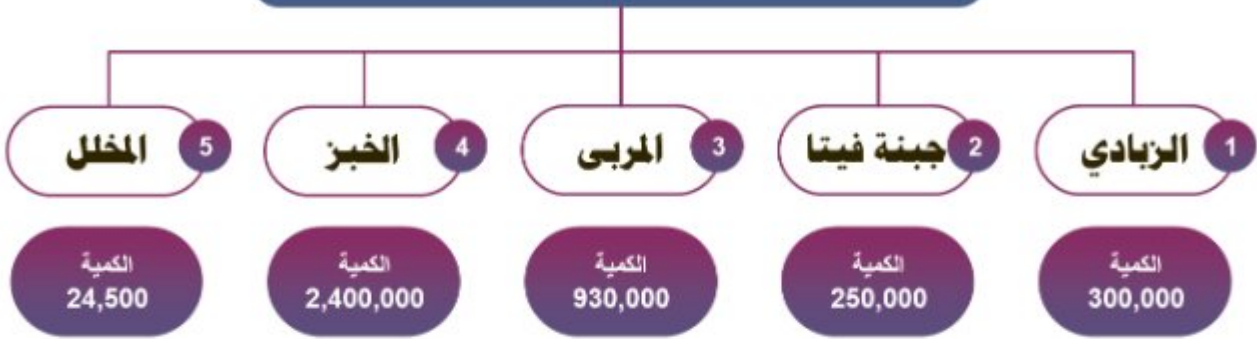 1 الزبادي
2 جبنة فيتا
3 المربى
4 الخبز
5 المخلل
الكمية
300,000
الكمية
250,000
الكمية
930,000
الكمية
2,400,000
الكمية
24,500